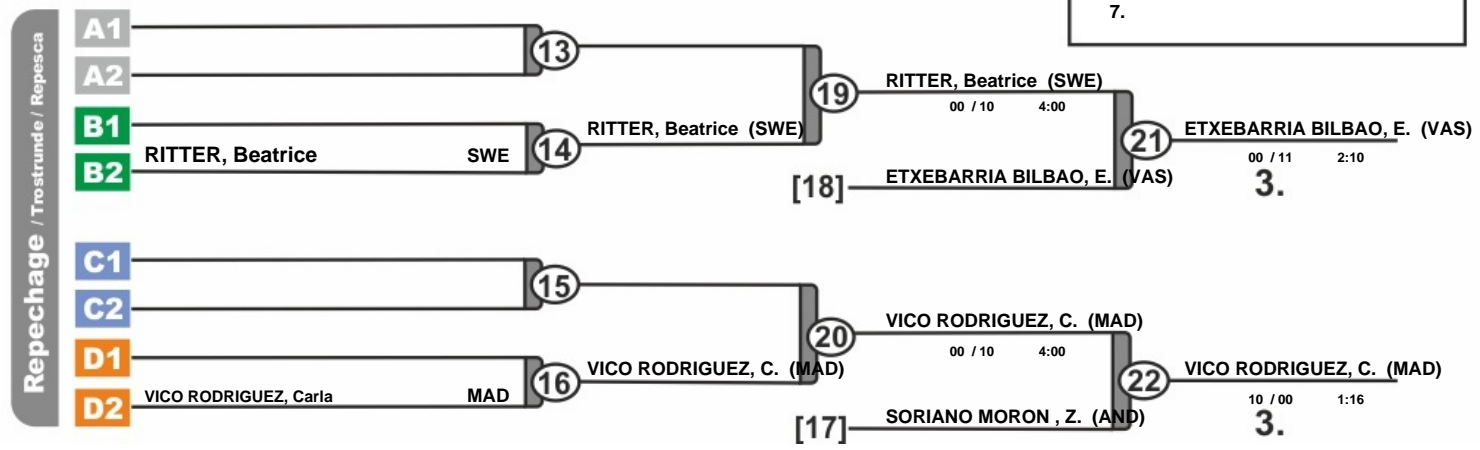 7.
Repechage / Trostrunde / Repesca
A1
13
A2
19
RITTER, Beatrice (SWE)
00 / 10 4:00
B1
RITTER, Beatrice SWE
14
RITTER, Beatrice (SWE)
B2
21
ETXEBARRIA BILBAO, E. (VAS)
00 / 11 2:10
3.
[18]
ETXEBARRIA BILBAO, E. (VAS)
C1
15
C2
20
VICO RODRIGUEZ, C. (MAD)
00 / 10 4:00
D1
VICO RODRIGUEZ, Carla MAD
16
VICO RODRIGUEZ, C. (MAD)
D2
22
VICO RODRIGUEZ, C. (MAD)
10 / 00 1:16
3.
[17]
SORIANO MORON , Z. (AND)